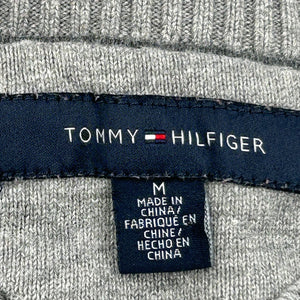 TOMMY HILFIGER
M
MADE IN
CHINA/
FABRIQUÉ EN
CHINE/
HECHO EN
CHINA